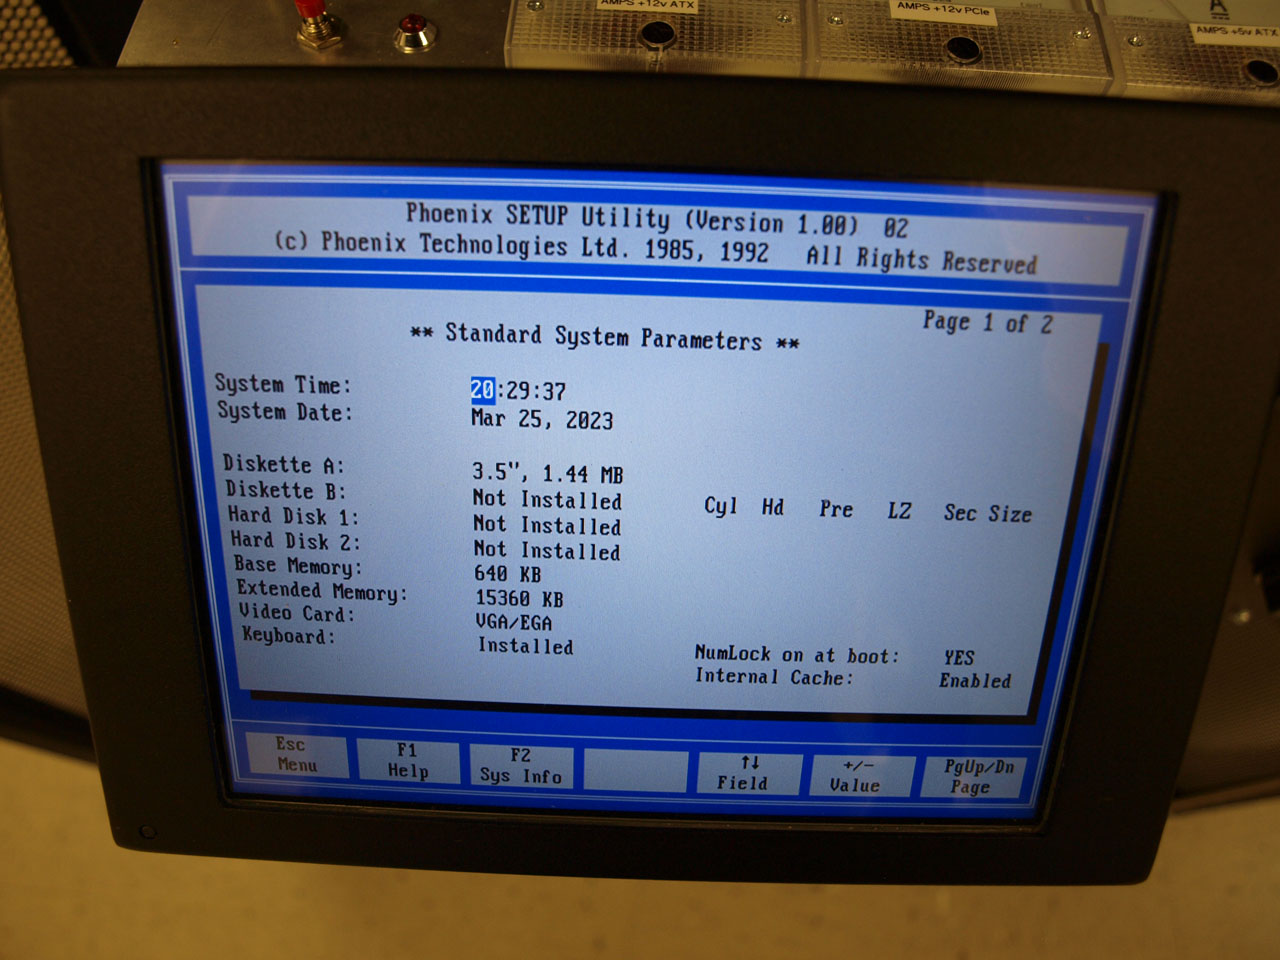 AMPS +12v ATX
AMPS +12v PCIe
A
AMPS +5v ATX
Phoenix SETUP Utility (Version 1.00) 02
(c) Phoenix Technologies Ltd. 1985, 1992 All Rights Reserved
Page 1 of 2
** Standard System Parameters **
System Time: 20:29:37
System Date: Mar 25, 2023
Diskette A: 3.5", 1.44 MB
Diskette B: Not Installed Cyl Hd Pre LZ Sec Size
Hard Disk 1: Not Installed
Hard Disk 2: Not Installed
Base Memory: 640 KB
Extended Memory: 15360 KB
Video Card: VGA/EGA
Keyboard: Installed NumLock on at boot: YES
Internal Cache: Enabled
Esc F1 F2 ↑↓ +/- PgUp/Dn
Menu Help Sys Info Field Value Page